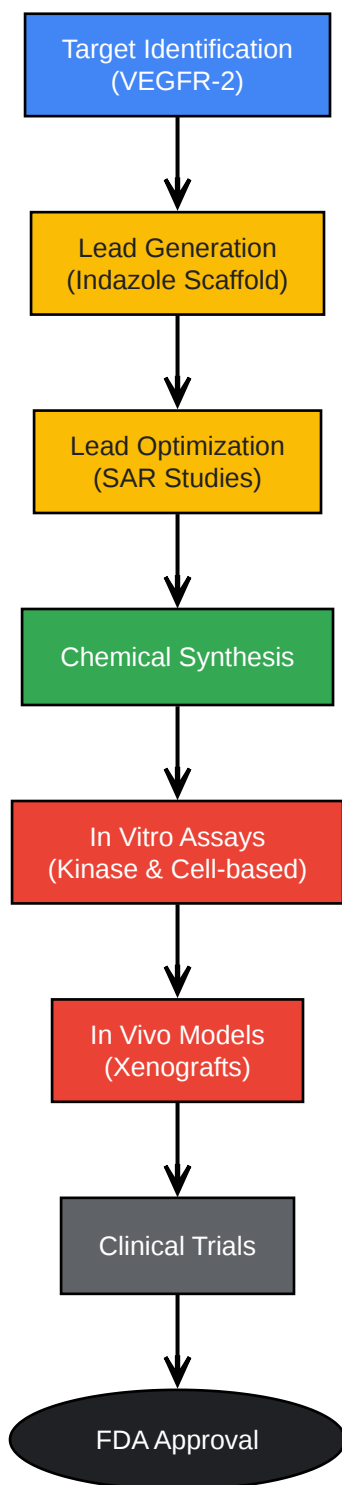 Target Identification
(VEGFR-2)
Lead Generation
(Indazole Scaffold)
Lead Optimization
(SAR Studies)
Chemical Synthesis
In Vitro Assays
(Kinase & Cell-based)
In Vivo Models
(Xenografts)
Clinical Trials
FDA Approval